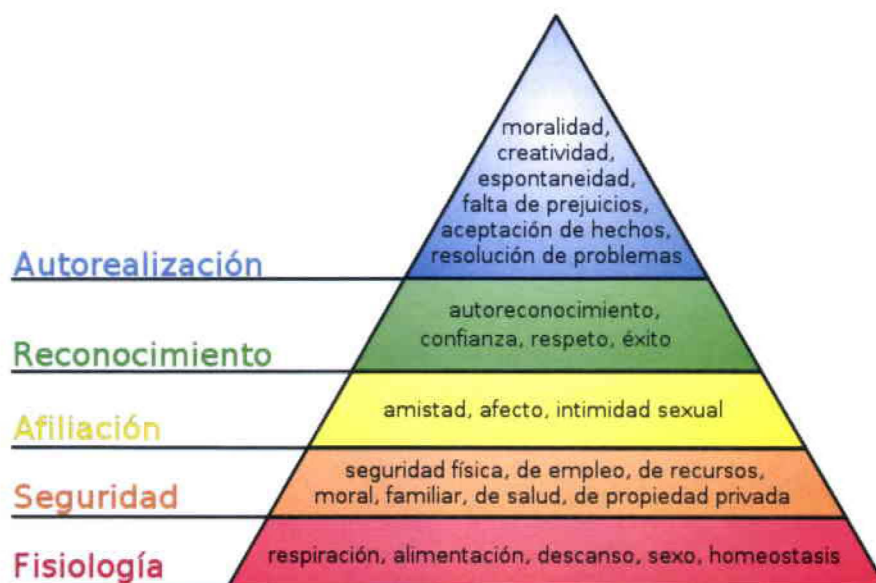 moralidad,
creatividad,
espontaneidad,
falta de prejuicios,
aceptación de hechos,
resolución de problemas
Autorealización
autoreconocimiento,
confianza, respeto, éxito
Reconocimiento
amistad, afecto, intimidad sexual
Afiliación
seguridad física, de empleo, de recursos,
moral, familiar, de salud, de propiedad privada
Seguridad
respiración, alimentación, descanso, sexo, homeostasis
Fisiología